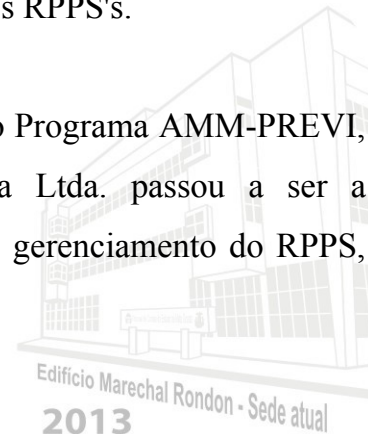 s RPPS's.
o Programa AMM-PREVI,
a Ltda. passou a ser a
gerenciamento do RPPS,
Edifício Marechal Rondon - Sede atual
2013